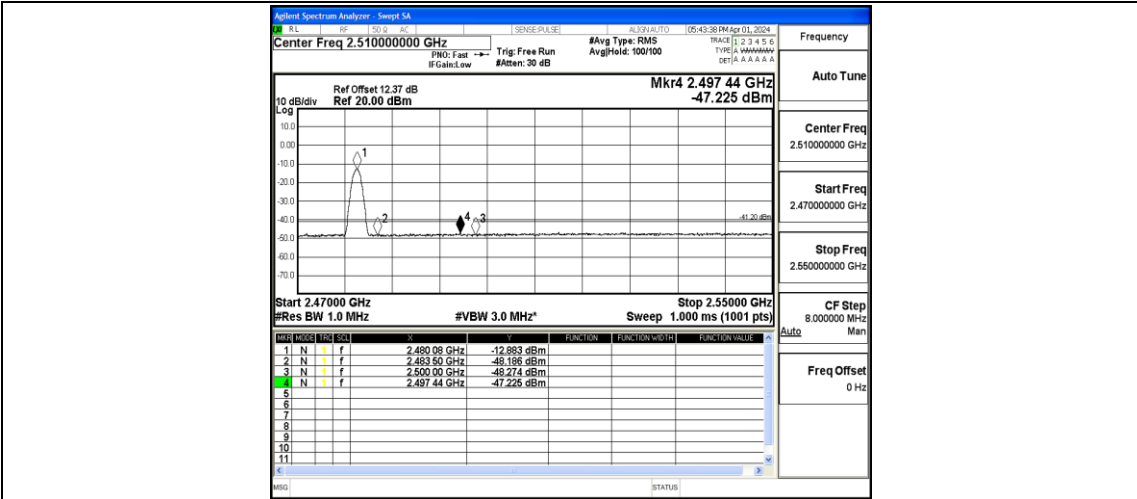 Agilent Spectrum Analyzer - Swept SA
RL RF 50 Ω AC SENSE:PULSE ALIGN AUTO 05:43:38 PM Apr 01, 2024
Center Freq 2.510000000 GHz
PNO: Fast
IFGain:Low
Trig: Free Run
#Atten: 30 dB
#Avg Type: RMS
Avg|Hold: 100/100
TRACE 1 2 3 4 5 6
TYPE A WWWWW
DET A A A A A A
Mkr4 2.497 44 GHz
-47.225 dBm
Ref Offset 12.37 dB
10 dB/div Ref 20.00 dBm
Log
10.0
0.00
-10.0
-20.0
-30.0
-40.0
-50.0
-60.0
-70.0
1
2
4
3
-41.20 dBm
Start 2.47000 GHz Stop 2.55000 GHz
#Res BW 1.0 MHz #VBW 3.0 MHz* Sweep 1.000 ms (1001 pts)
MKR MODE TRC SCL X Y FUNCTION FUNCTION WIDTH FUNCTION VALUE
1 N 1 f 2.480 08 GHz -12.883 dBm
2 N 1 f 2.483 50 GHz -48.186 dBm
3 N 1 f 2.500 00 GHz -48.274 dBm
4 N 1 f 2.497 44 GHz -47.225 dBm
5
6
7
8
9
10
11
MSG STATUS
Frequency
Auto Tune
Center Freq
2.510000000 GHz
Start Freq
2.470000000 GHz
Stop Freq
2.550000000 GHz
CF Step
8.000000 MHz
Auto Man
Freq Offset
0 Hz